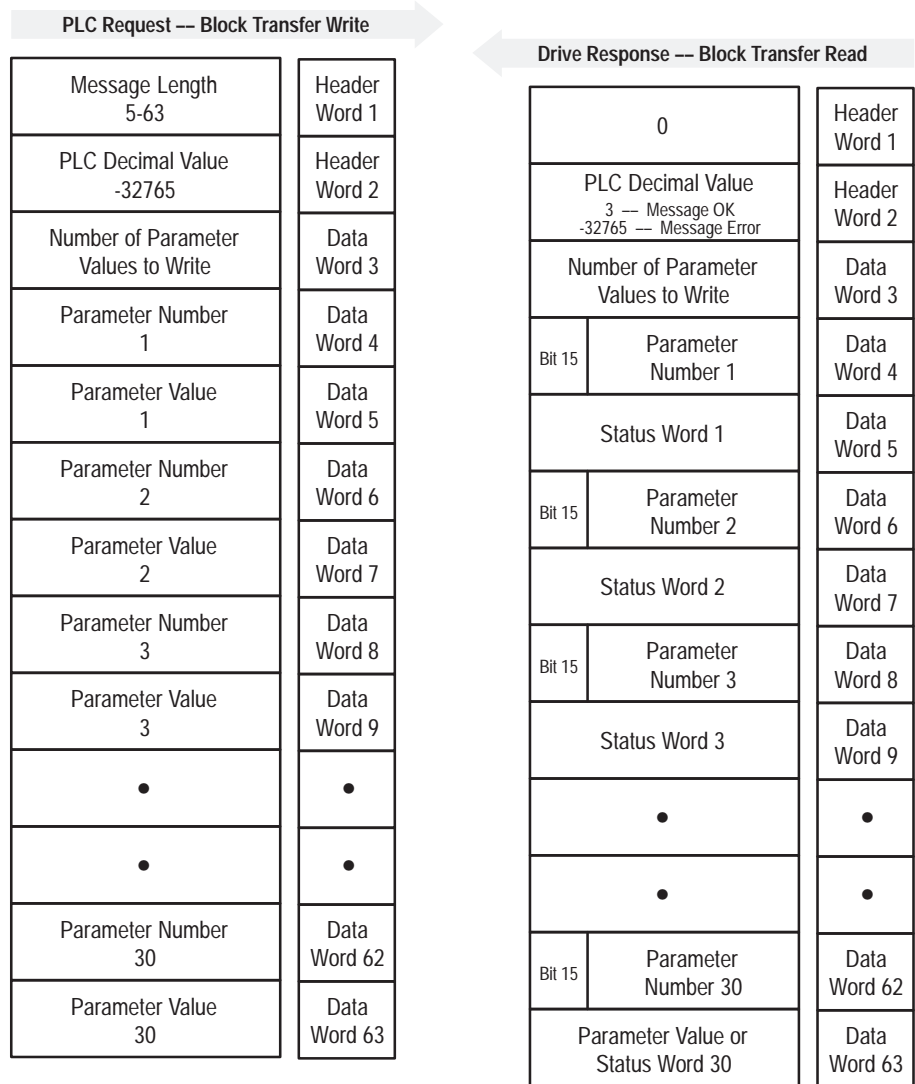 PLC Request –– Block Transfer Write
Message Length
5-63
Header
Word 1
PLC Decimal Value
-32765
Header
Word 2
Number of Parameter
Values to Write
Data
Word 3
Parameter Number
1
Data
Word 4
Parameter Value
1
Data
Word 5
Parameter Number
2
Data
Word 6
Parameter Value
2
Data
Word 7
Parameter Number
3
Data
Word 8
Parameter Value
3
Data
Word 9
•
•
•
•
Parameter Number
30
Data
Word 62
Parameter Value
30
Data
Word 63
Drive Response –– Block Transfer Read
0
Header
Word 1
PLC Decimal Value
3 –– Message OK
-32765 –– Message Error
Header
Word 2
Number of Parameter
Values to Write
Data
Word 3
Bit 15
Parameter
Number 1
Data
Word 4
Status Word 1
Data
Word 5
Bit 15
Parameter
Number 2
Data
Word 6
Status Word 2
Data
Word 7
Bit 15
Parameter
Number 3
Data
Word 8
Status Word 3
Data
Word 9
•
•
•
•
Bit 15
Parameter
Number 30
Data
Word 62
Parameter Value or
Status Word 30
Data
Word 63